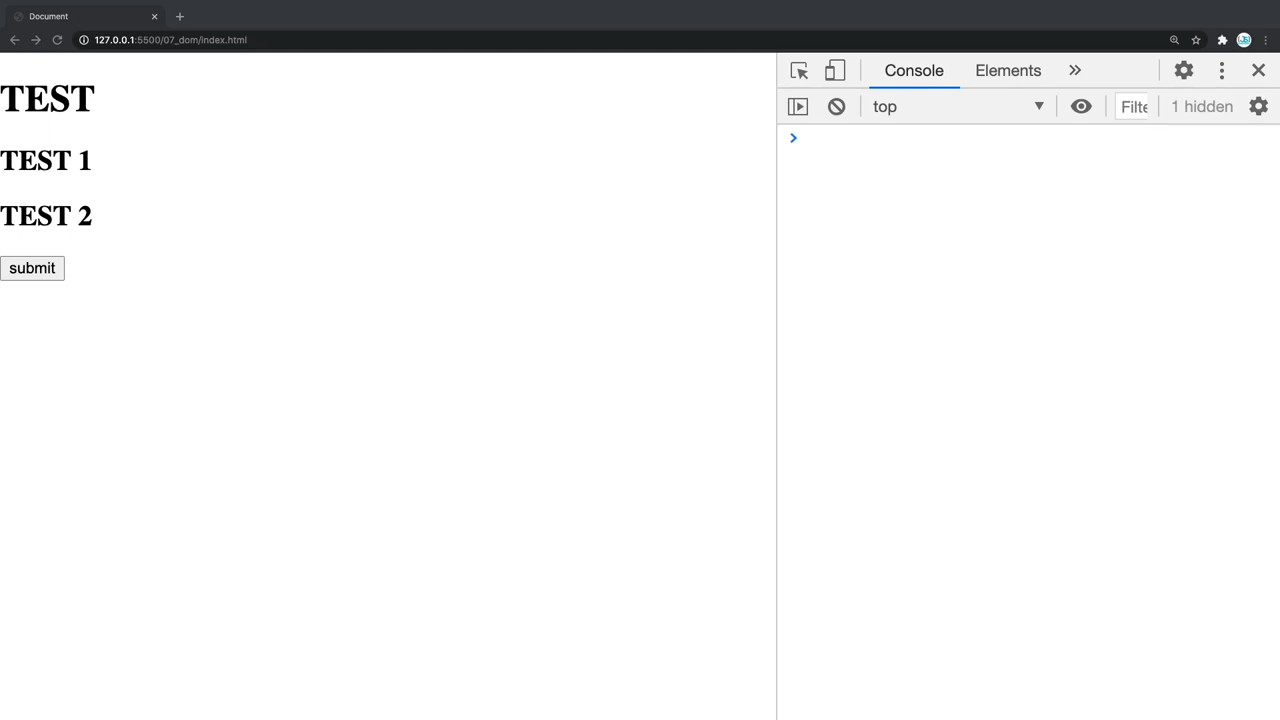 Document
127.0.0.1:5500/07_dom/index.html
Console Elements
top Filte 1 hidden
TEST
TEST 1
TEST 2
submit